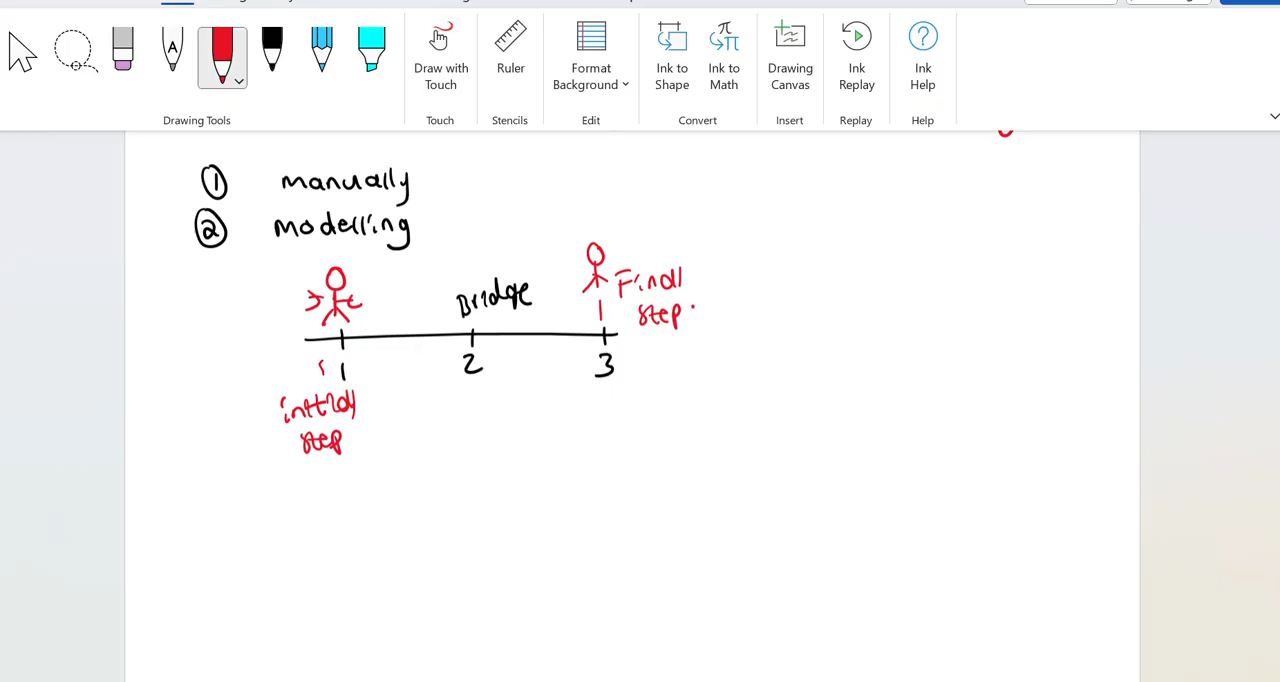 Draw with
Touch
Ruler
Format
Background
Ink to
Shape
Ink to
Math
Drawing
Canvas
Ink
Replay
Ink
Help
Drawing Tools
Touch
Stencils
Edit
Convert
Insert
Replay
Help
① manually
② modelling
Bridge
Final
step
1
2
3
step